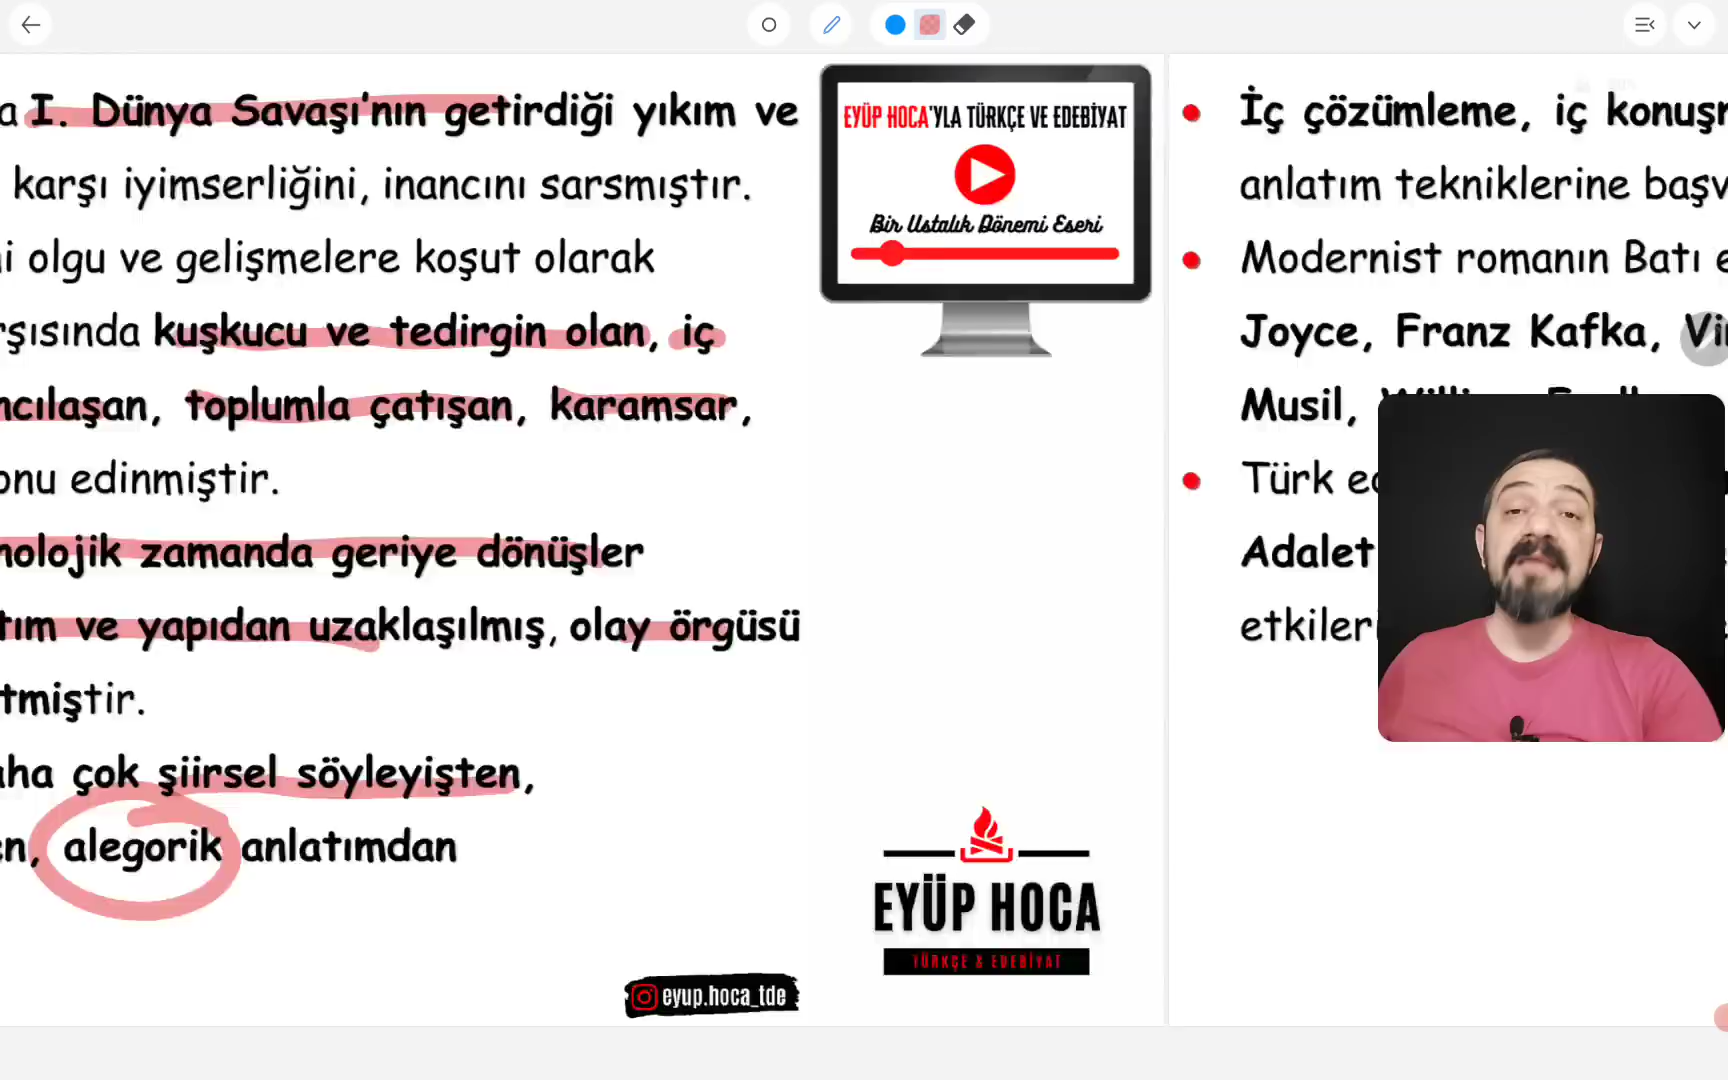 a I. Dünya Savaşı’nın getirdiği yıkım ve
karşı iyimserliğini, inancını sarsmıştır.
i olgu ve gelişmelere koşut olarak
rşısında kuşkucu ve tedirgin olan, iç
ncılaşan, toplumla çatışan, karamsar,
onu edinmiştir.
nolojik zamanda geriye dönüşler
tım ve yapıdan uzaklaşılmış, olay örgüsü
tmiştir.
aha çok şiirsel söyleyişten,
en, alegorik anlatımdan
eyup.hoca_tde
EYÜP HOCA'YLA TÜRKÇE VE EDEBİYAT
Bir Ustalık Dönemi Eseri
EYÜP HOCA
TÜRKÇE & EDEBİYAT
İç çözümleme, iç konuşm
anlatım tekniklerine başv
Modernist romanın Batı e
Joyce, Franz Kafka, Vi
Musil,
Türk ed
Adalet
etkileri